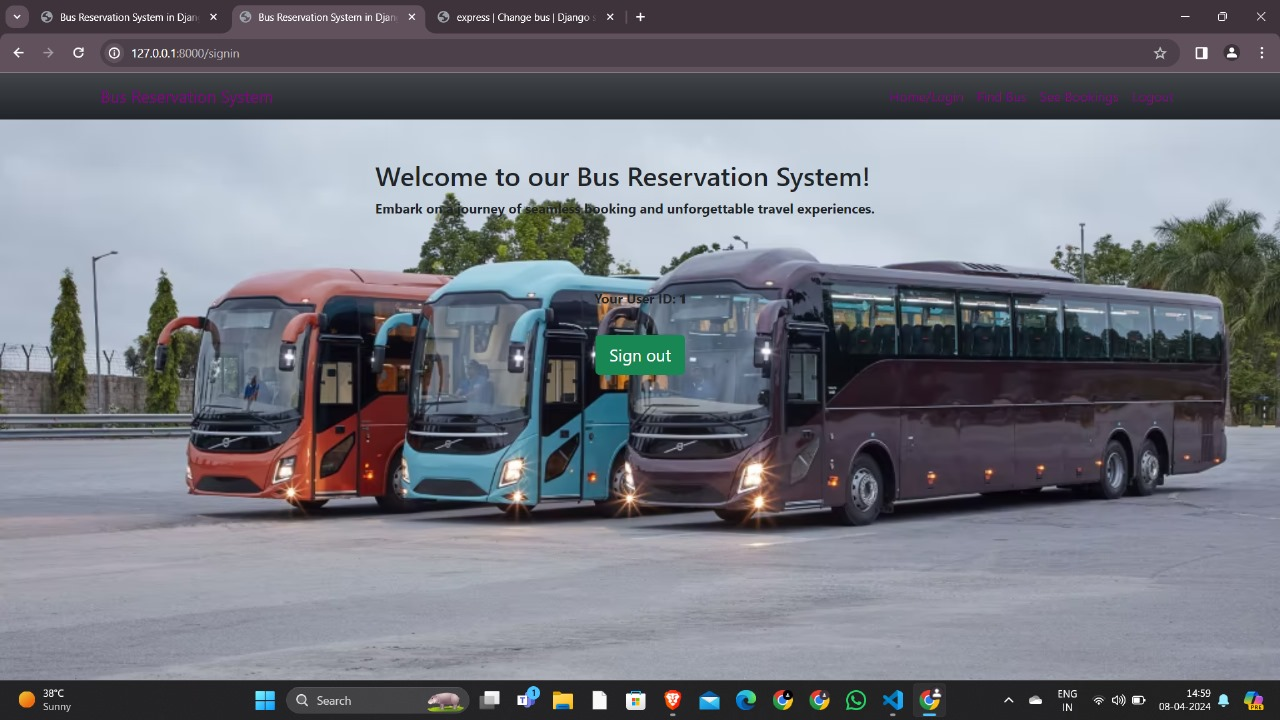 Bus Reservation System in Djan
Bus Reservation System in Djan
express | Change bus | Django s
127.0.0.1:8000/signin
Bus Reservation System
Home/Login Find Bus See Bookings Logout
Welcome to our Bus Reservation System!
Embark on a journey of seamless booking and unforgettable travel experiences.
Your User ID: 1
Sign out
38°C
Sunny
Search
1
ENG
IN
14:59
08-04-2024
PRE